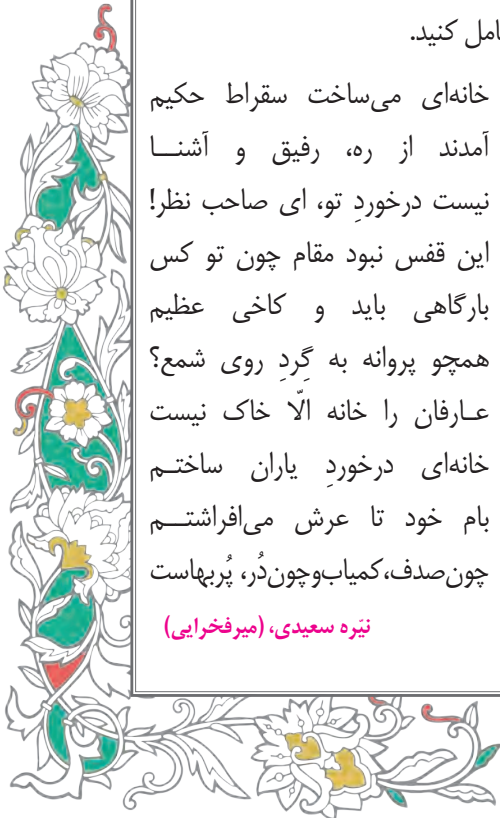 امل کنید.
خانه‌ای می‌ساخت سقراط حکیم
آمدند از ره، رفیق و آشنـــا
نیست درخوردِ تو، ای صاحب نظر!
این قفس نبود مقام چون تو کس
بارگاهی باید و کاخی عظیم
همچو پروانه به گِردِ روی شمع؟
عـارفان را خانه الّا خاک نیست
خانه‌ای درخوردِ یاران ساختـم
بام خود تا عرش می‌افراشتـــم
چون‌صدف،کمیاب‌وچون‌دُر، پُربهاست
نیّره سعیدی، (میرفخرایی)